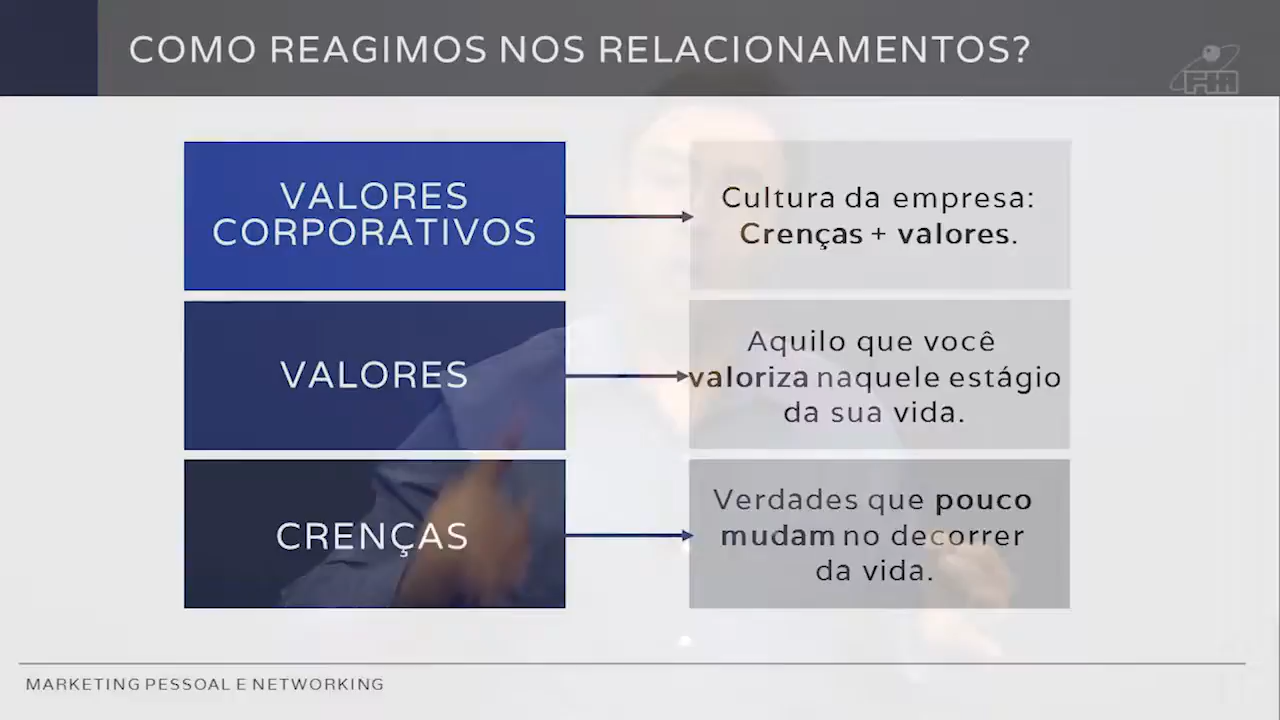 COMO REAGIMOS NOS RELACIONAMENTOS?
FIA
VALORES
CORPORATIVOS
Cultura da empresa:
Crenças + valores.
VALORES
Aquilo que você
valoriza naquele estágio
da sua vida.
CRENÇAS
Verdades que pouco
mudam no decorrer
da vida.
MARKETING PESSOAL E NETWORKING